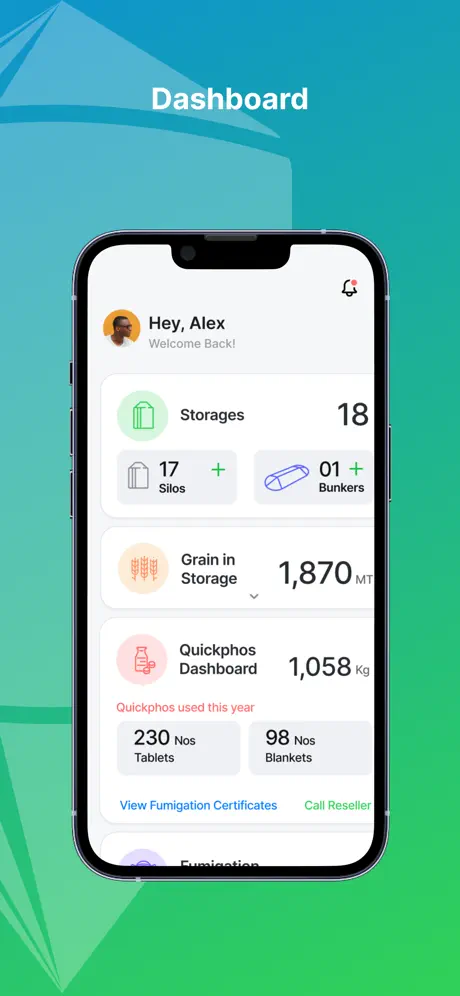 Dashboard
Hey, Alex
Welcome Back!
Storages
18
17
Silos
01
Bunkers
Grain in
Storage
1,870 MT
Quickphos
Dashboard
1,058 Kg
Quickphos used this year
230 Nos
Tablets
98 Nos
Blankets
View Fumigation Certificates
Call Reseller
Fumigation